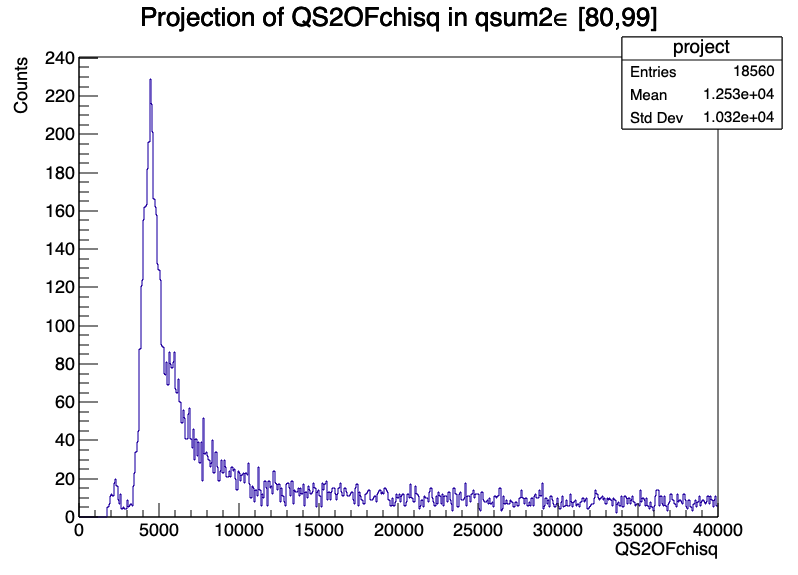 Projection of QS2OFchisq in qsum2∈ [80,99]
project
Entries 18560
Mean 1.253e+04
Std Dev 1.032e+04
Counts
240
220
200
180
160
140
120
100
80
60
40
20
0
0 5000 10000 15000 20000 25000 30000 35000 40000
QS2OFchisq